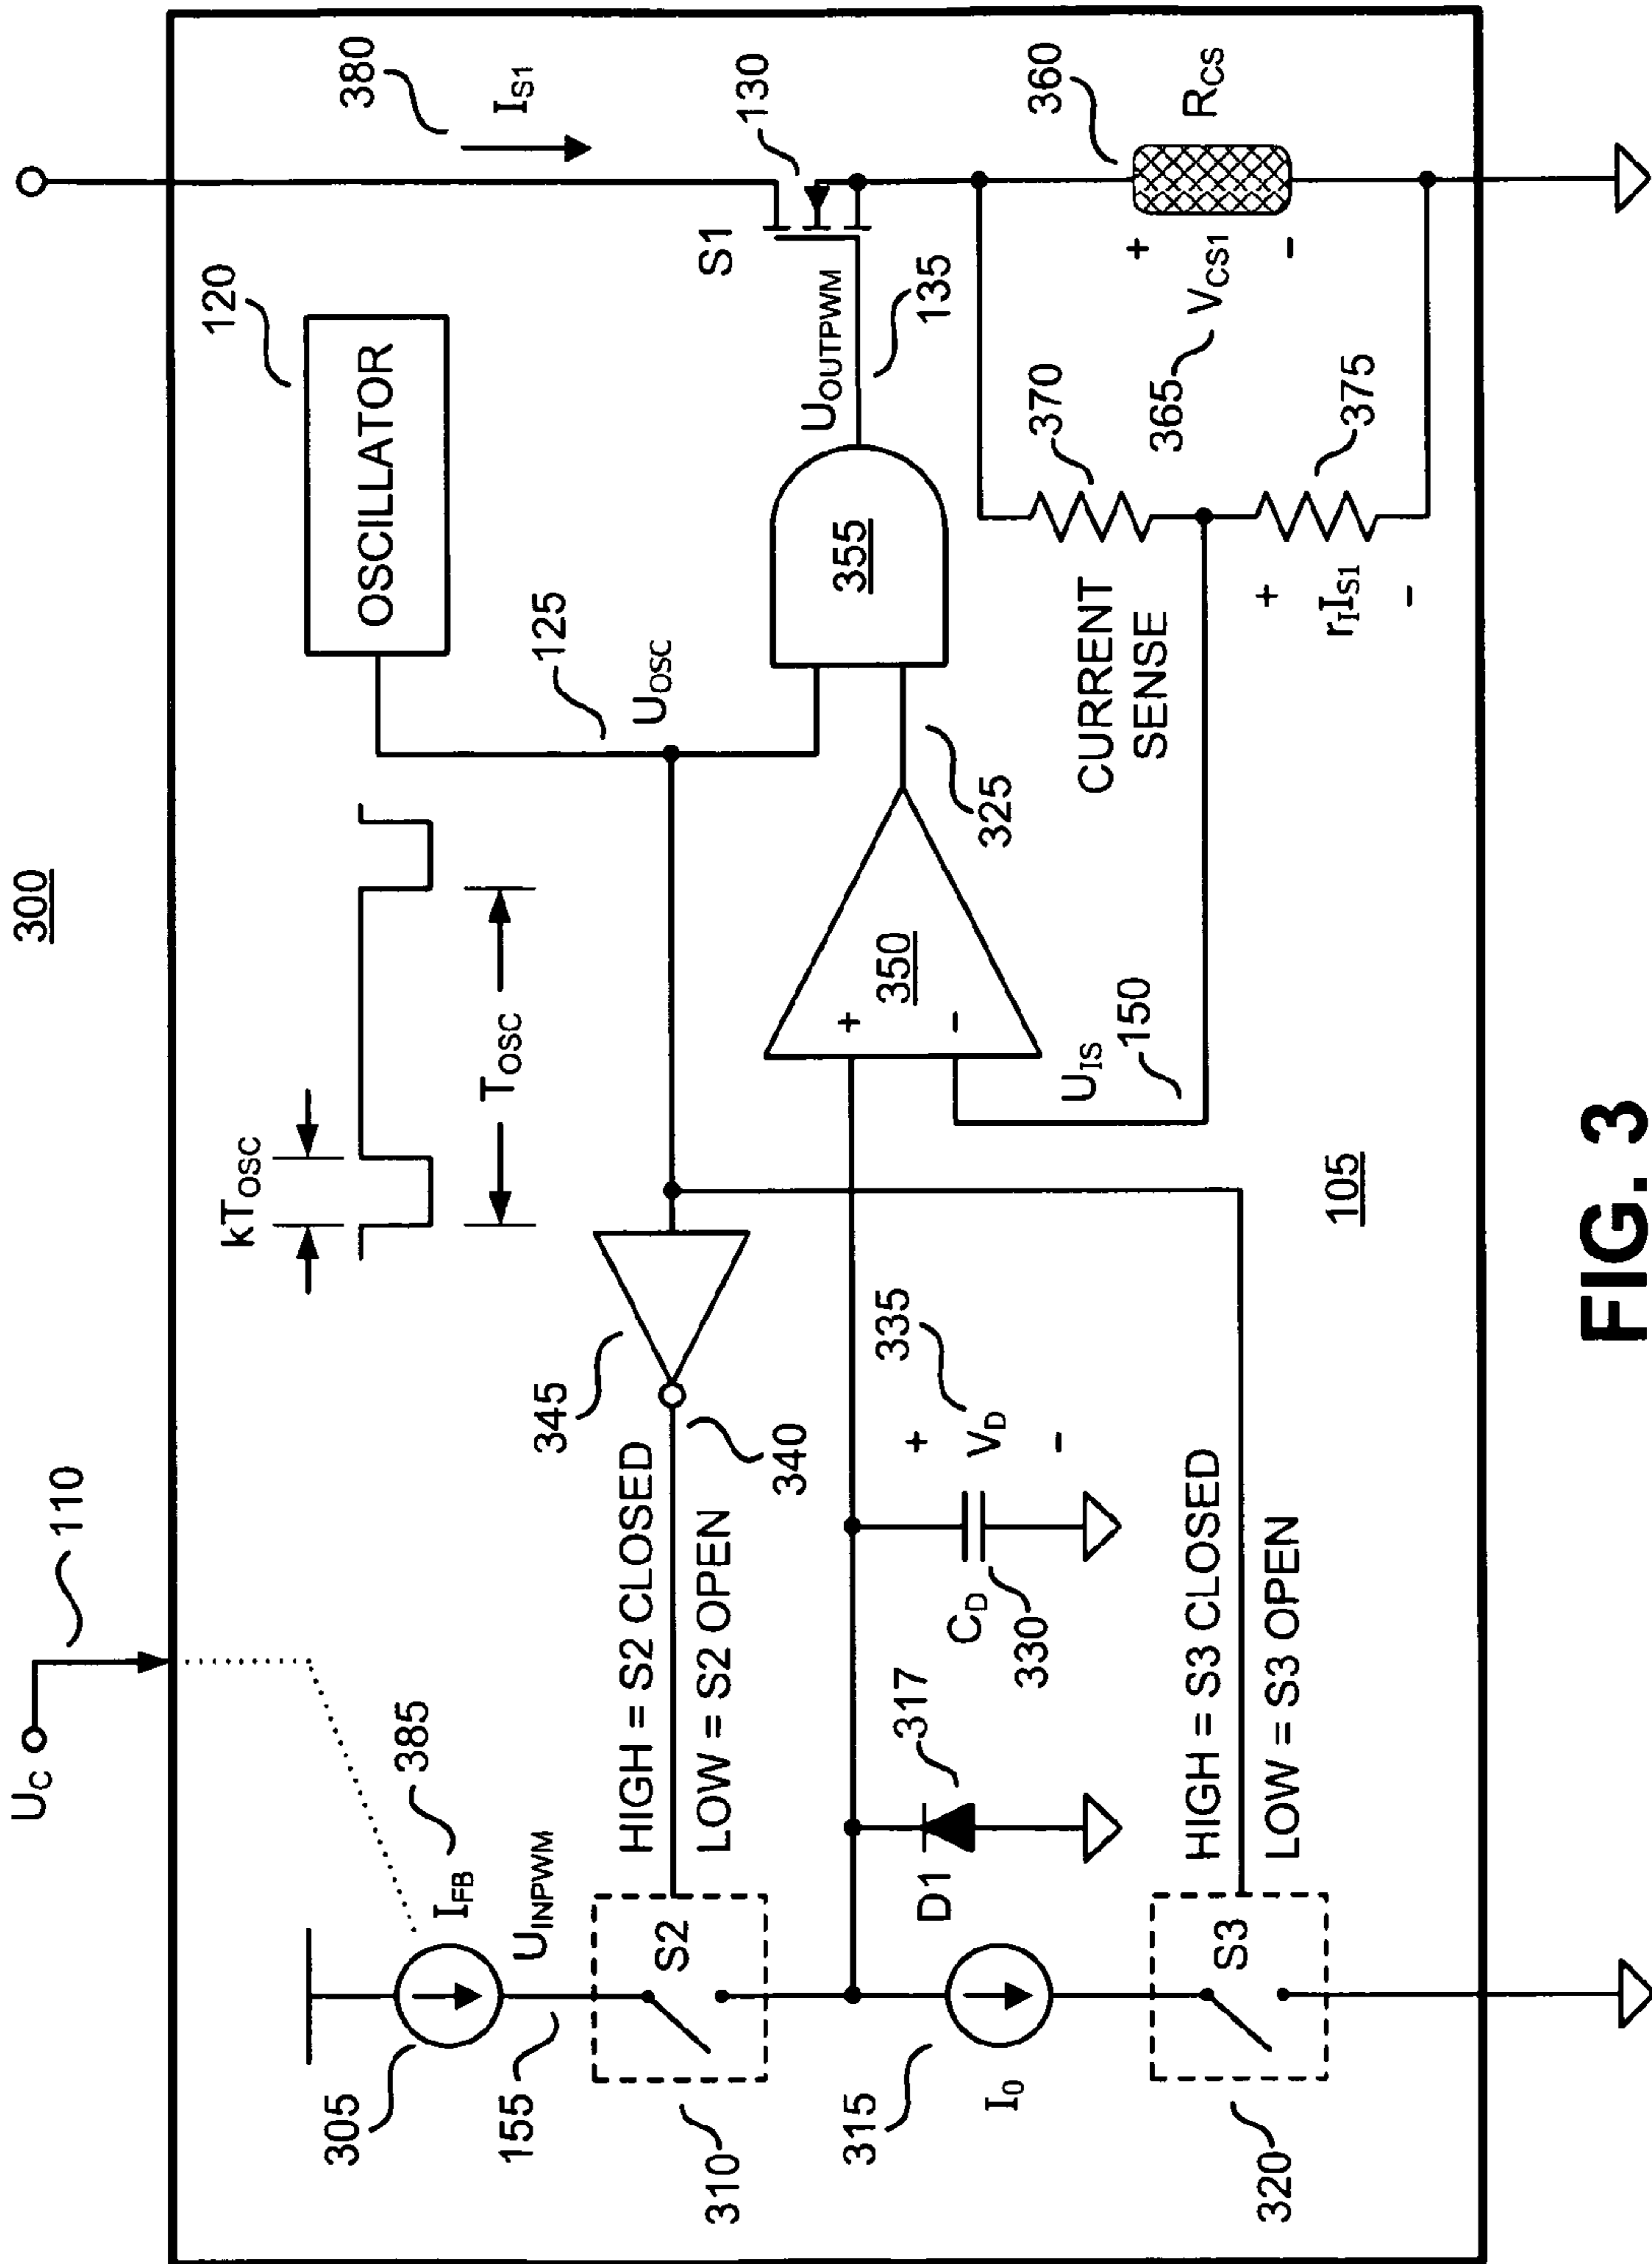 300
U_C
110
I_FB
385
305
U_INPWM
155
S2
310
HIGH = S2 CLOSED
LOW = S2 OPEN
345
340
kT_OSC
T_OSC
OSCILLATOR
120
U_OSC
125
380
I_S1
S1
130
U_OUTPWM
135
355
325
350
+
-
U_IS
150
CURRENT
SENSE
370
375
+
r_I I_S1
-
+
V_CS1
-
365
360
R_CS
315
I_0
D1
317
C_D
330
+
V_D
-
335
HIGH = S3 CLOSED
LOW = S3 OPEN
S3
320
105
FIG. 3